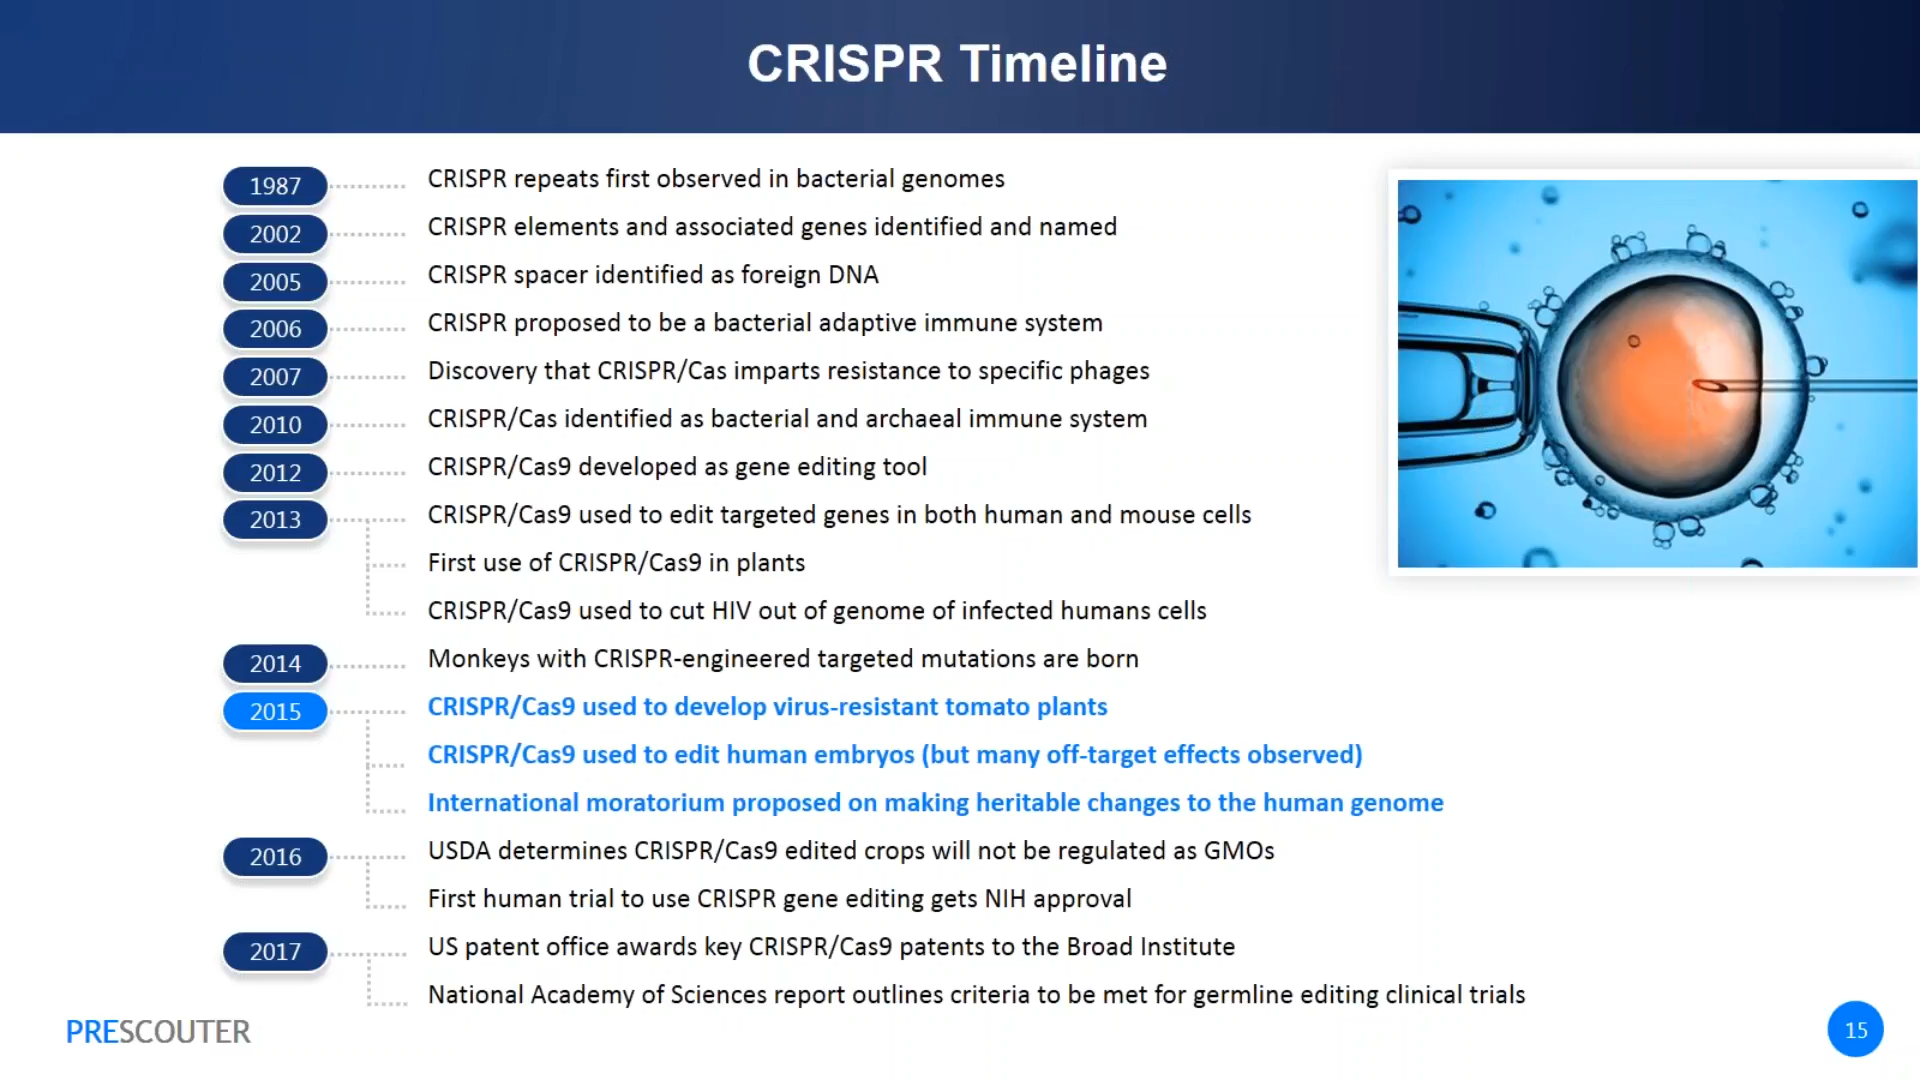 CRISPR Timeline
1987 CRISPR repeats first observed in bacterial genomes
2002 CRISPR elements and associated genes identified and named
2005 CRISPR spacer identified as foreign DNA
2006 CRISPR proposed to be a bacterial adaptive immune system
2007 Discovery that CRISPR/Cas imparts resistance to specific phages
2010 CRISPR/Cas identified as bacterial and archaeal immune system
2012 CRISPR/Cas9 developed as gene editing tool
2013 CRISPR/Cas9 used to edit targeted genes in both human and mouse cells
First use of CRISPR/Cas9 in plants
CRISPR/Cas9 used to cut HIV out of genome of infected humans cells
2014 Monkeys with CRISPR-engineered targeted mutations are born
2015 CRISPR/Cas9 used to develop virus-resistant tomato plants
CRISPR/Cas9 used to edit human embryos (but many off-target effects observed)
International moratorium proposed on making heritable changes to the human genome
2016 USDA determines CRISPR/Cas9 edited crops will not be regulated as GMOs
First human trial to use CRISPR gene editing gets NIH approval
2017 US patent office awards key CRISPR/Cas9 patents to the Broad Institute
National Academy of Sciences report outlines criteria to be met for germline editing clinical trials
PRESCOUTER
15